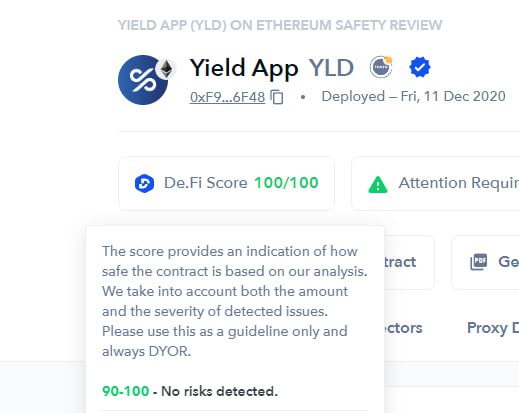 YIELD APP (YLD) ON ETHEREUM SAFETY REVIEW
Yield App YLD
0xF9...6F48 • Deployed – Fri, 11 Dec 2020
De.Fi Score 100/100
Attention Requir
The score provides an indication of how
safe the contract is based on our analysis.
We take into account both the amount
and the severity of detected issues.
Please use this as a guideline only and
always DYOR.
90-100 - No risks detected.
tract
PDF
Ge
ectors
Proxy D